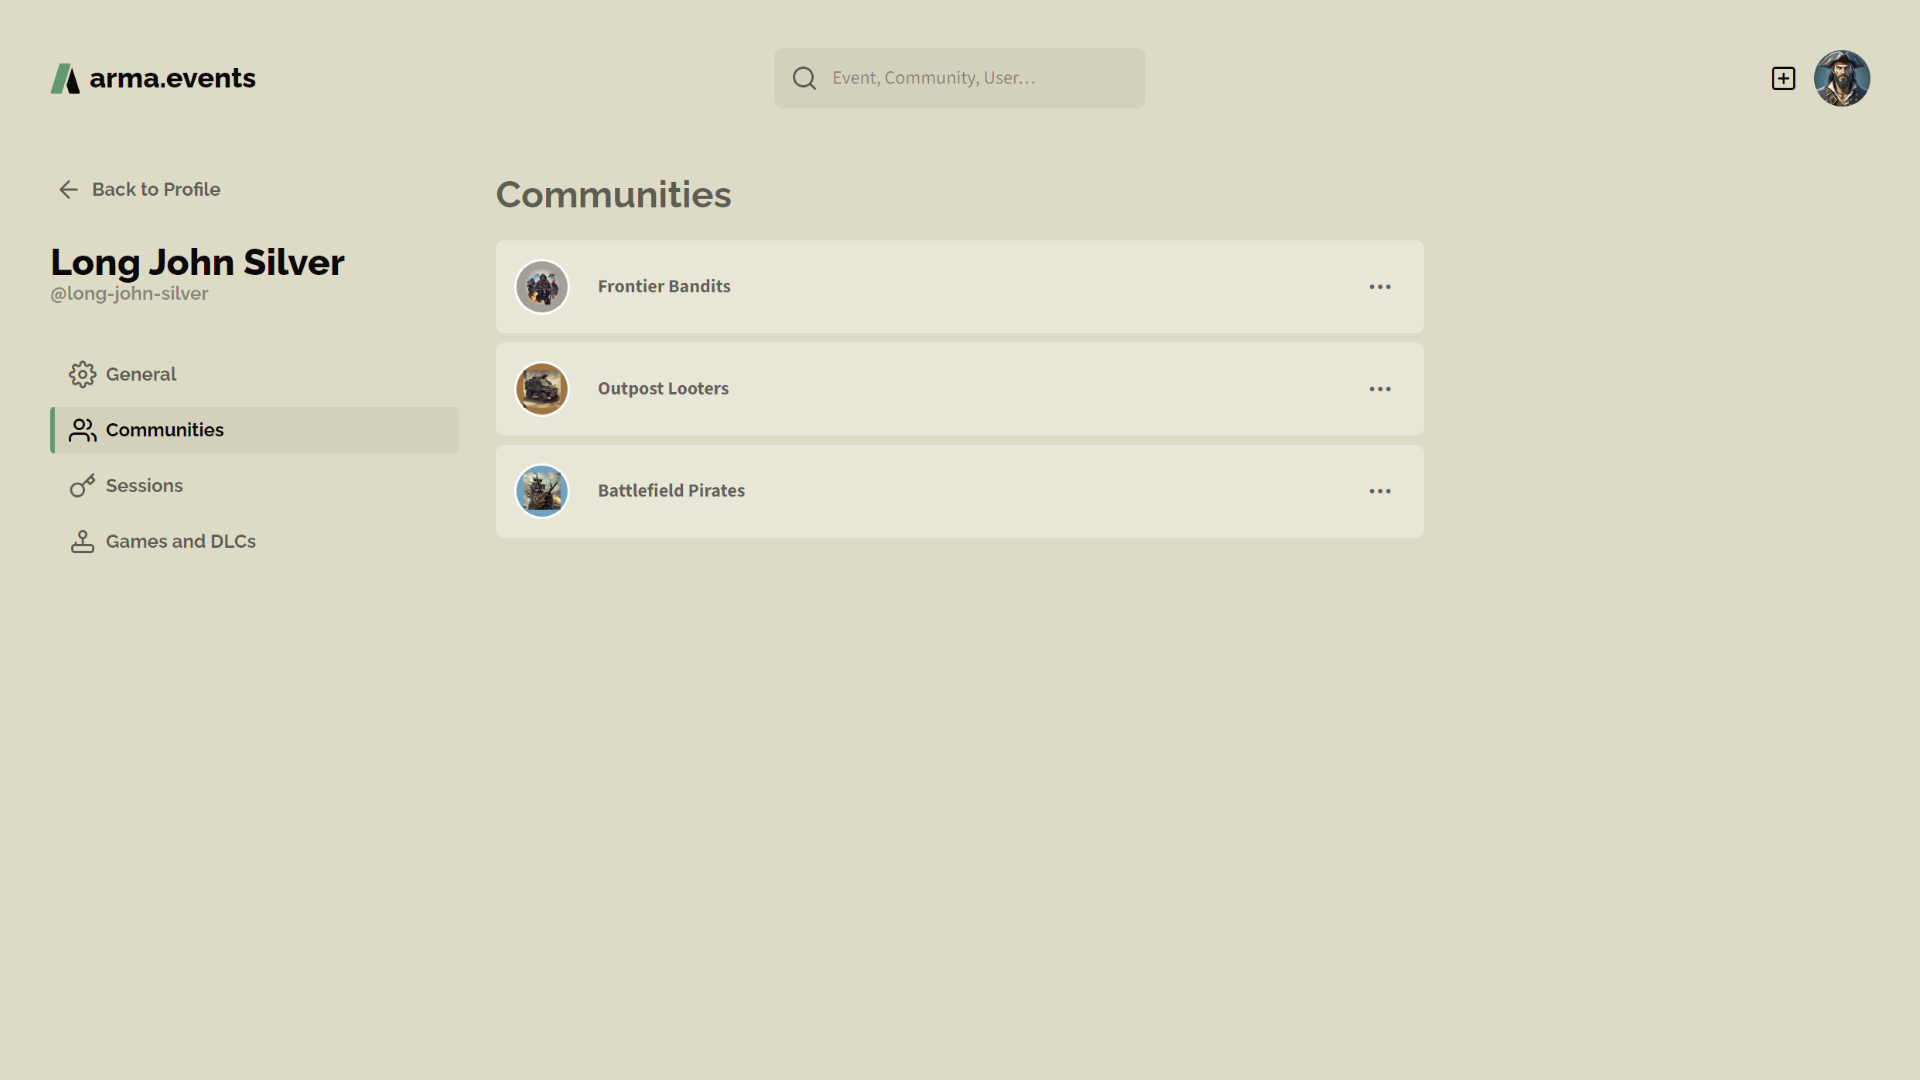 arma.events
Event, Community, User...
Back to Profile
Long John Silver
@long-john-silver
General
Communities
Sessions
Games and DLCs
Communities
Frontier Bandits
Outpost Looters
Battlefield Pirates